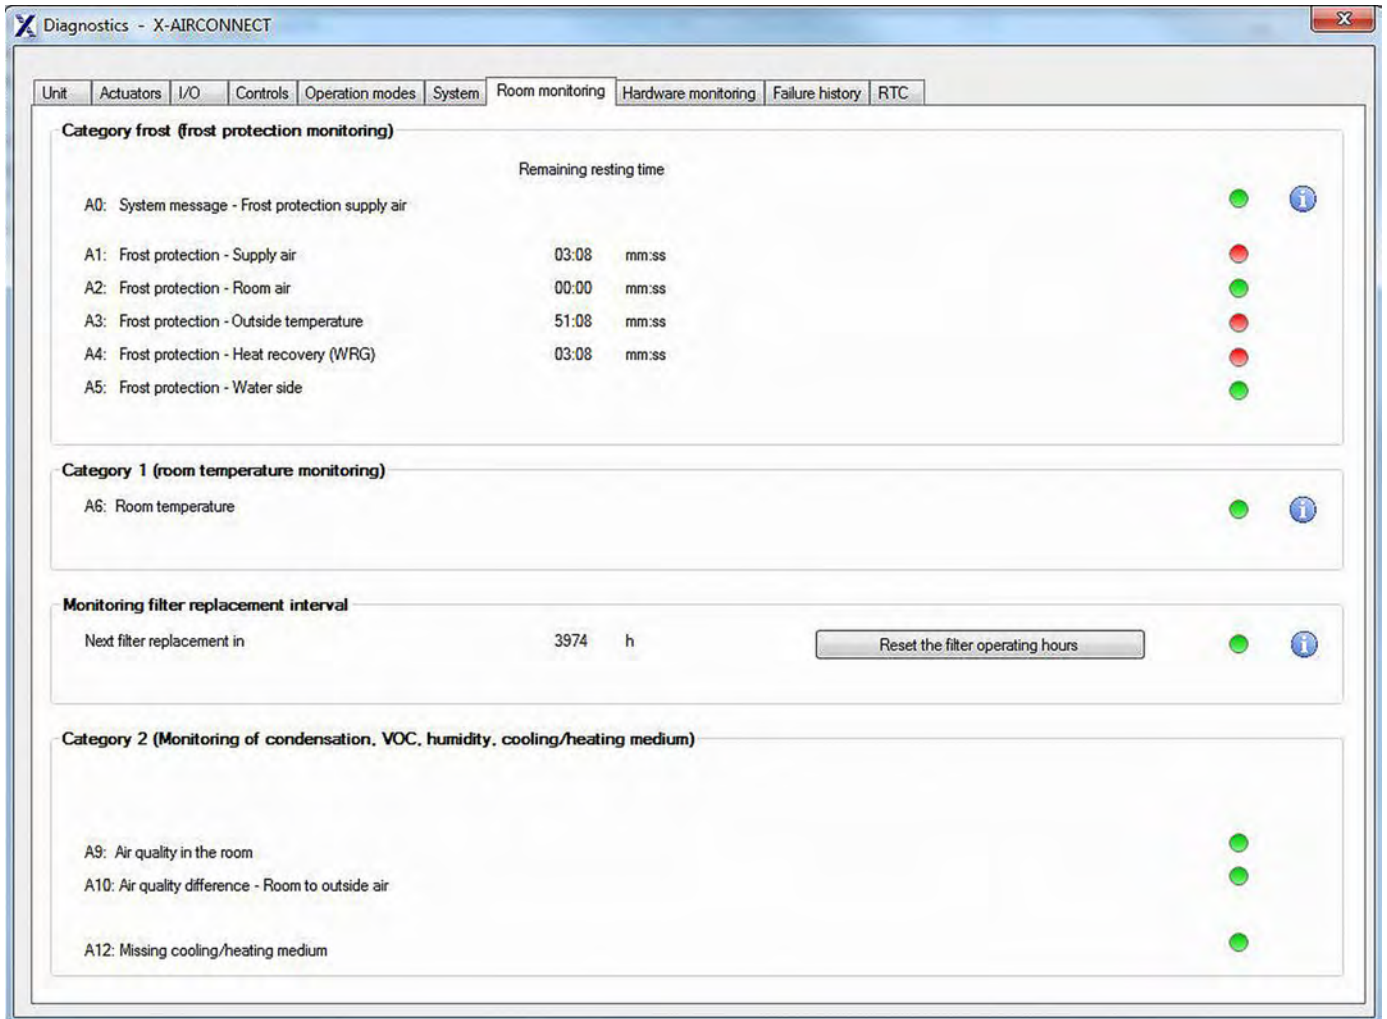 Diagnostics - X-AIRCONNECT
Unit Actuators I/O Controls Operation modes System Room monitoring Hardware monitoring Failure history RTC
Category frost (frost protection monitoring)
Remaining resting time
A0: System message - Frost protection supply air
A1: Frost protection - Supply air 03:08 mm:ss
A2: Frost protection - Room air 00:00 mm:ss
A3: Frost protection - Outside temperature 51:08 mm:ss
A4: Frost protection - Heat recovery (WRG) 03:08 mm:ss
A5: Frost protection - Water side
Category 1 (room temperature monitoring)
A6: Room temperature
Monitoring filter replacement interval
Next filter replacement in 3974 h Reset the filter operating hours
Category 2 (Monitoring of condensation, VOC, humidity, cooling/heating medium)
A9: Air quality in the room
A10: Air quality difference - Room to outside air
A12: Missing cooling/heating medium